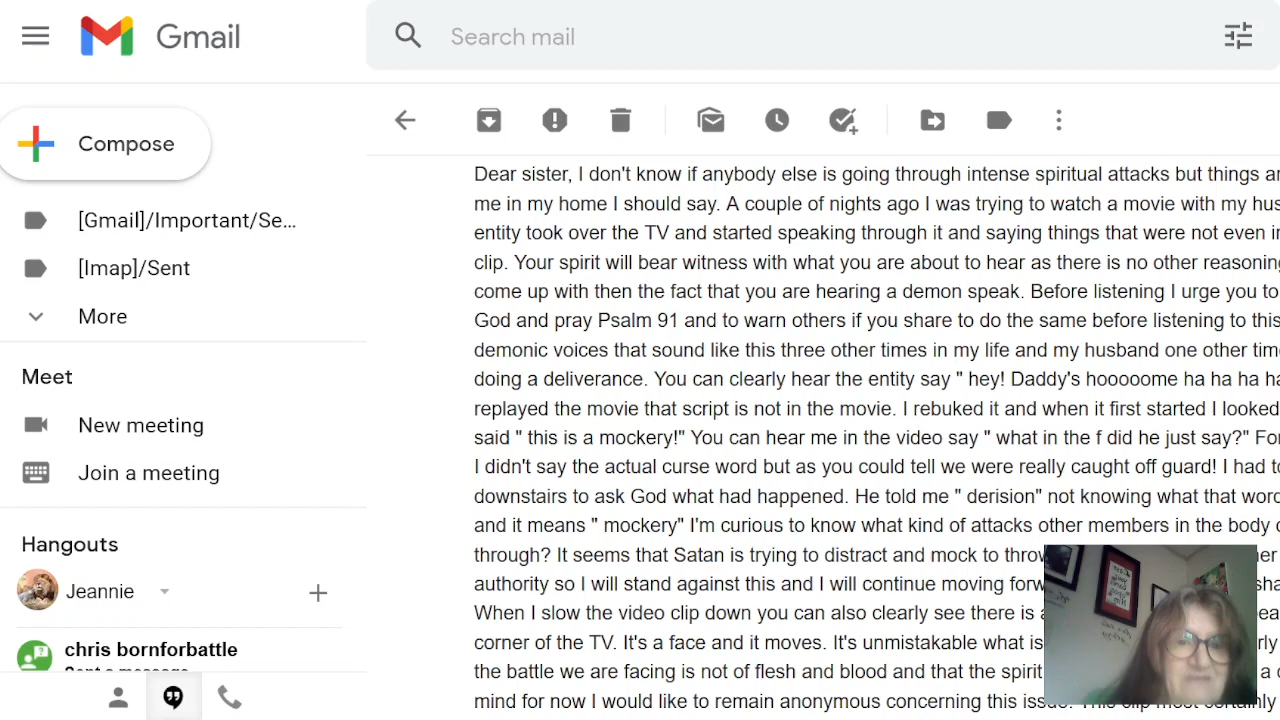 Gmail
Search mail
Compose
[Gmail]/Important/Se...
[Imap]/Sent
More
Meet
New meeting
Join a meeting
Hangouts
Jeannie
chris bornforbattle
Sent a message
Dear sister, I don't know if anybody else is going through intense spiritual attacks but things
me in my home I should say. A couple of nights ago I was trying to watch a movie with my
entity took over the TV and started speaking through it and saying things that were not even
clip. Your spirit will bear witness with what you are about to hear as there is no other
come up with then the fact that you are hearing a demon speak. Before listening I urge you to
God and pray Psalm 91 and to warn others if you share to do the same before listening to this
demonic voices that sound like this three other times in my life and my husband one other
doing a deliverance. You can clearly hear the entity say " hey! Daddy's hooooome ha ha ha
replayed the movie that script is not in the movie. I rebuked it and when it first started I looked
said " this is a mockery!" You can hear me in the video say " what in the f did he just say?"
I didn't say the actual curse word but as you could tell we were really caught off guard! I had
downstairs to ask God what had happened. He told me " derision" not knowing what that
and it means " mockery" I'm curious to know what kind of attacks other members in the body
through? It seems that Satan is trying to distract and mock to
authority so I will stand against this and I will continue moving
When I slow the video clip down you can also clearly see there is
corner of the TV. It's a face and it moves. It's unmistakable what is
the battle we are facing is not of flesh and blood and that the
mind for now I would like to remain anonymous concerning this